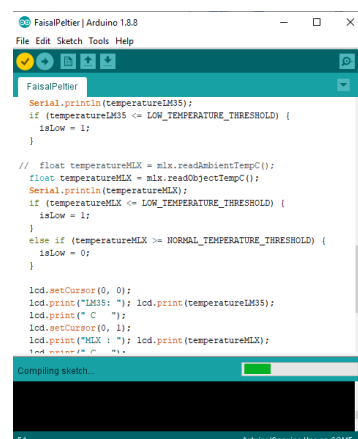 FaisalPeltier | Arduino 1.8.8
File Edit Sketch Tools Help
FaisalPeltier
Serial.println(temperatureLM35);
if (temperatureLM35 <= LOW_TEMPERATURE_THRESHOLD) {
isLow = 1;
}
// float temperatureMLX = mlx.readAmbientTempC();
float temperatureMLX = mlx.readObjectTempC();
Serial.println(temperatureMLX);
if (temperatureMLX <= LOW_TEMPERATURE_THRESHOLD) {
isLow = 1;
}
else if (temperatureMLX >= NORMAL_TEMPERATURE_THRESHOLD) {
isLow = 0;
}
lcd.setCursor(0, 0);
lcd.print("LM35: "); lcd.print(temperatureLM35);
lcd.print(" C   ");
lcd.setCursor(0, 1);
lcd.print("MLX : "); lcd.print(temperatureMLX);
lcd.print(" C   ");
Compiling sketch...